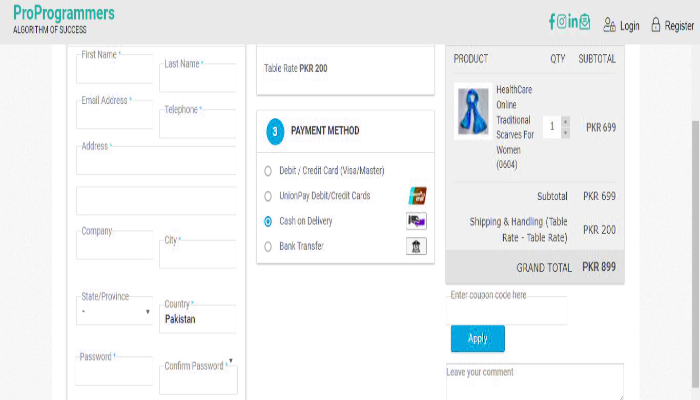 ProProgrammers
ALGORITHM OF SUCCESS
Login
Register
First Name *
Last Name *
Email Address *
Telephone *
Address *
Company
City *
State/Province
-
Country *
Pakistan
Password *
Confirm Password *
Table Rate PKR 200
3 PAYMENT METHOD
Debit / Credit Card (Visa/Master)
UnionPay Debit/Credit Cards
Cash on Delivery
Bank Transfer
PRODUCT QTY SUBTOTAL
HealthCare
Online
Traditional
Scarves For
Women
(0604)
1
PKR 699
Subtotal PKR 699
Shipping & Handling (Table
Rate - Table Rate) PKR 200
GRAND TOTAL PKR 899
Enter coupon code here
Apply
Leave your comment